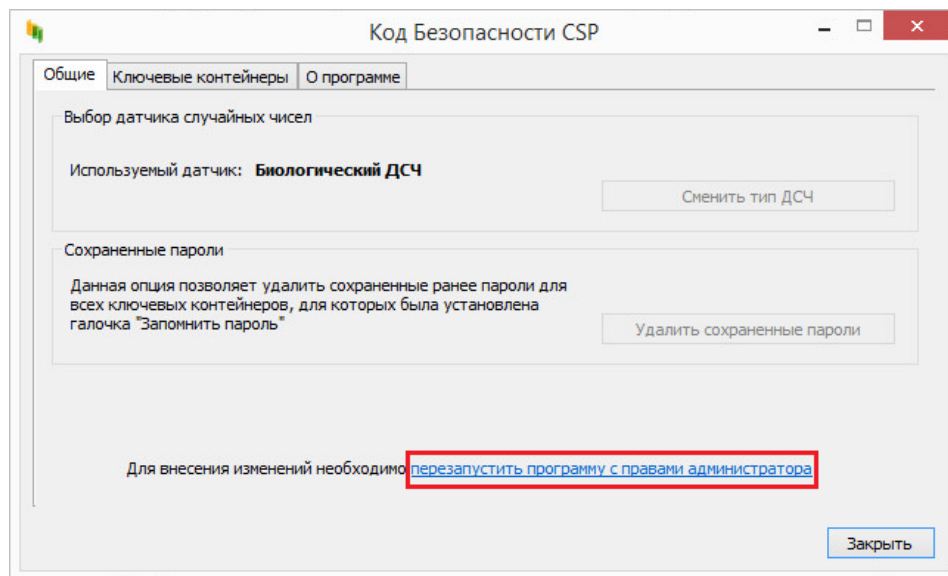 Код Безопасности CSP
Общие Ключевые контейнеры О программе
Выбор датчика случайных чисел
Используемый датчик: Биологический ДСЧ
Сменить тип ДСЧ
Сохраненные пароли
Данная опция позволяет удалить сохраненные ранее пароли для
всех ключевых контейнеров, для которых была установлена
галочка "Запомнить пароль"
Удалить сохраненные пароли
Для внесения изменений необходимо перезапустить программу с правами администратора
Закрыть